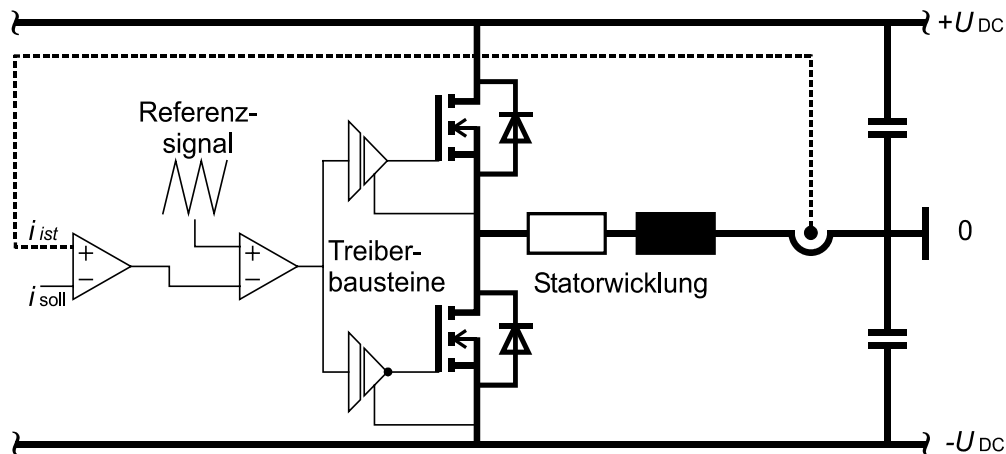 +U DC
Referenz-
signal
i ist
+
−
i soll
+
−
Treiber-
bausteine
Statorwicklung
0
-U DC